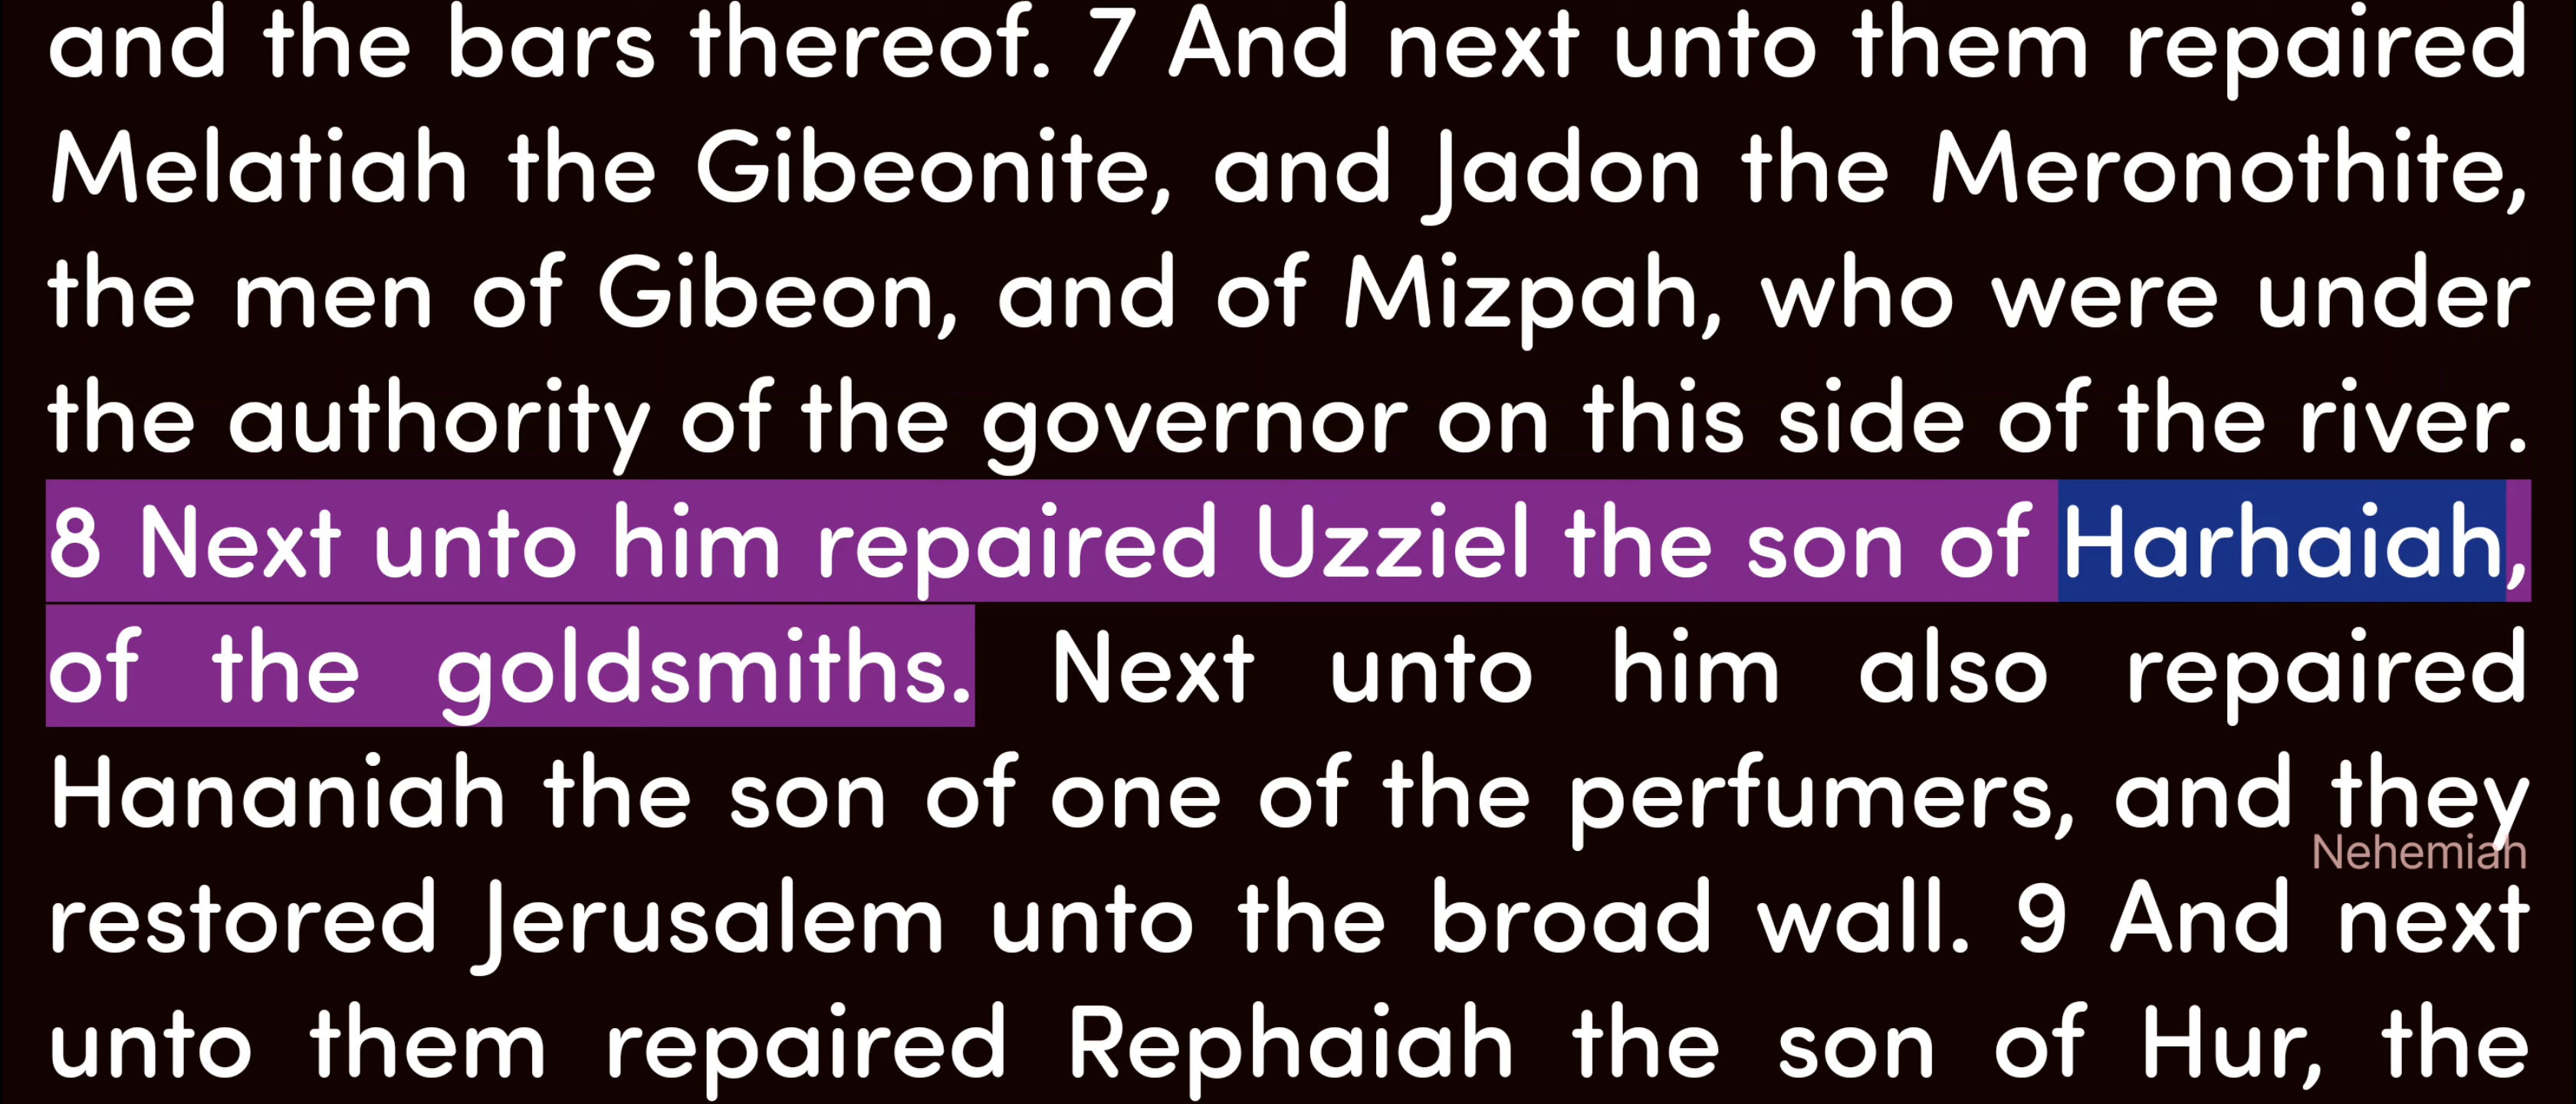 and the bars thereof. 7 And next unto them repaired
Melatiah the Gibeonite, and Jadon the Meronothite,
the men of Gibeon, and of Mizpah, who were under
the authority of the governor on this side of the river.
8 Next unto him repaired Uzziel the son of Harhaiah,
of the goldsmiths. Next unto him also repaired
Hananiah the son of one of the perfumers, and they
Nehemiah
restored Jerusalem unto the broad wall. 9 And next
unto them repaired Rephaiah the son of Hur, the